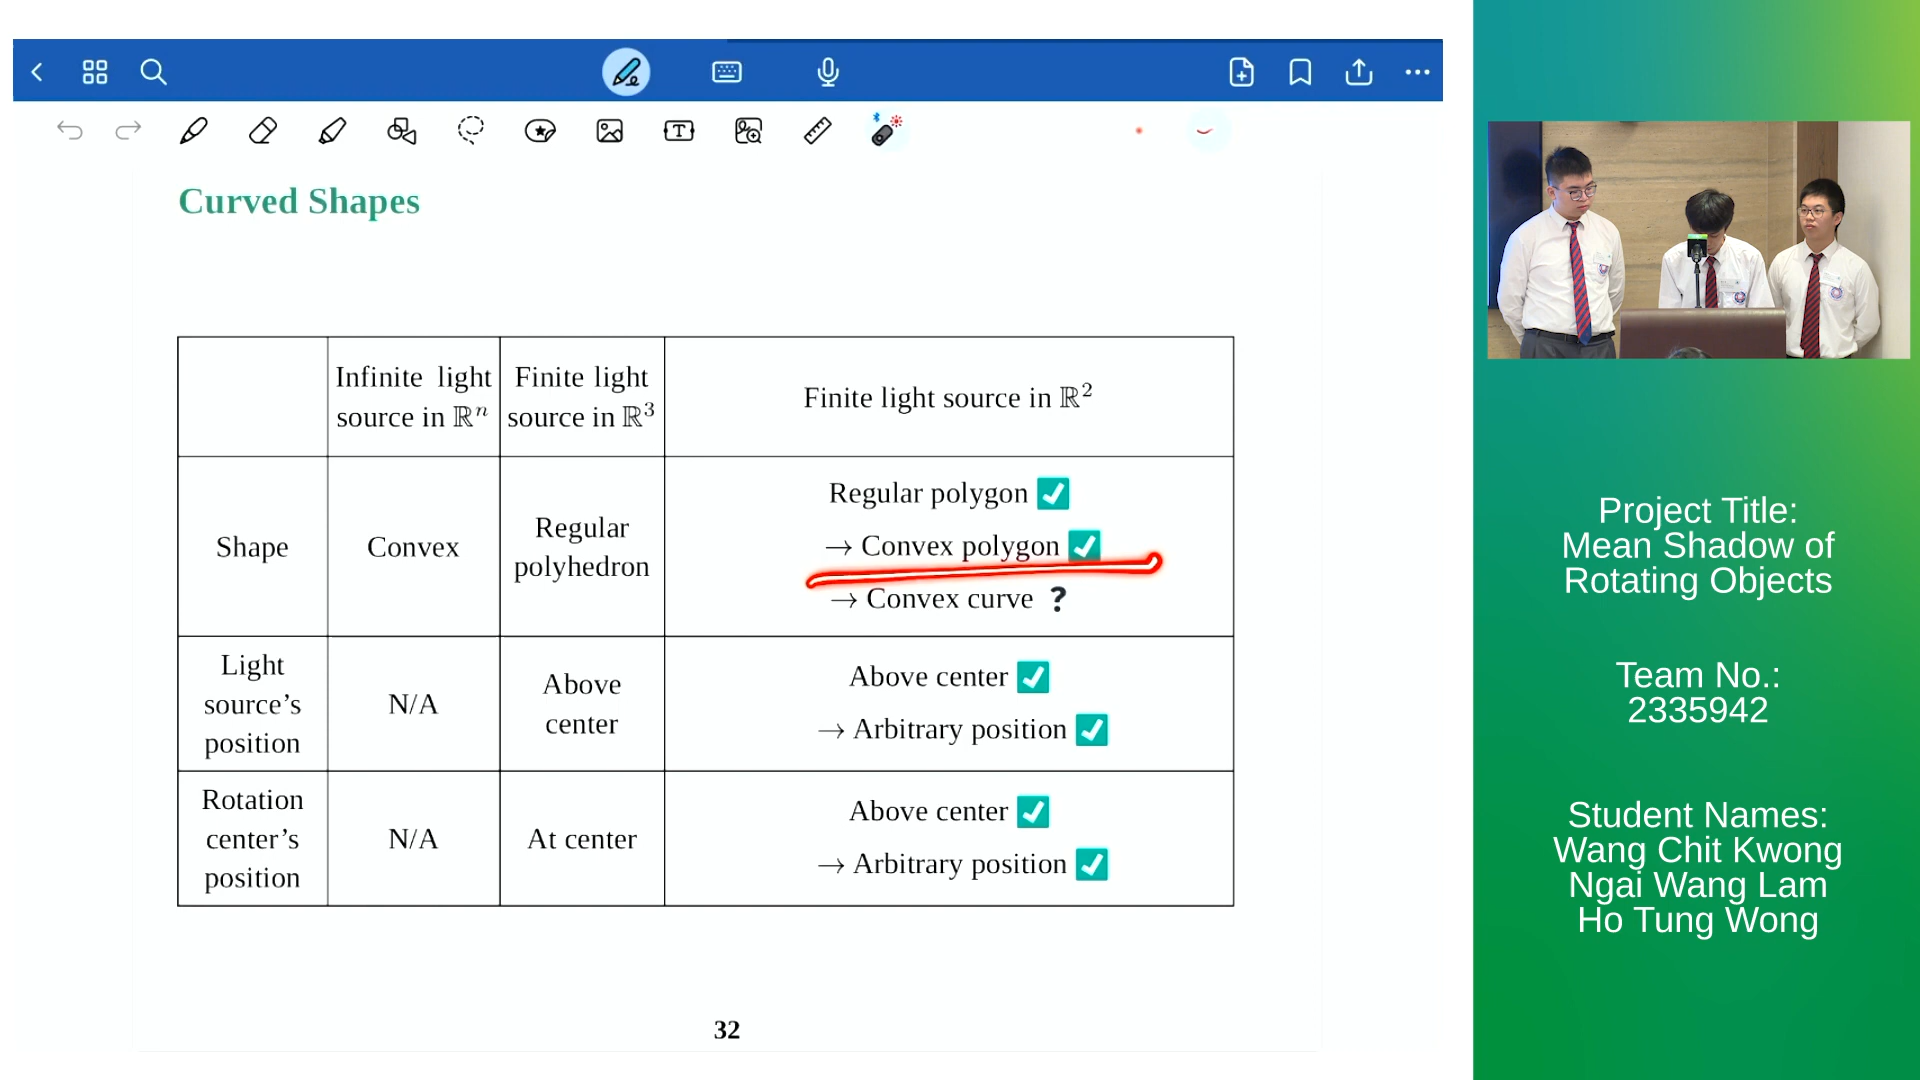 Curved Shapes
Infinite light
source in ℝⁿ
Finite light
source in ℝ³
Finite light source in ℝ²
Shape
Convex
Regular
polyhedron
Regular polygon ✅
→ Convex polygon ✅
→ Convex curve ?
Light
source's
position
N/A
Above
center
Above center ✅
→ Arbitrary position ✅
Rotation
center's
position
N/A
At center
Above center ✅
→ Arbitrary position ✅
32
Project Title:
Mean Shadow of
Rotating Objects
Team No.:
2335942
Student Names:
Wang Chit Kwong
Ngai Wang Lam
Ho Tung Wong